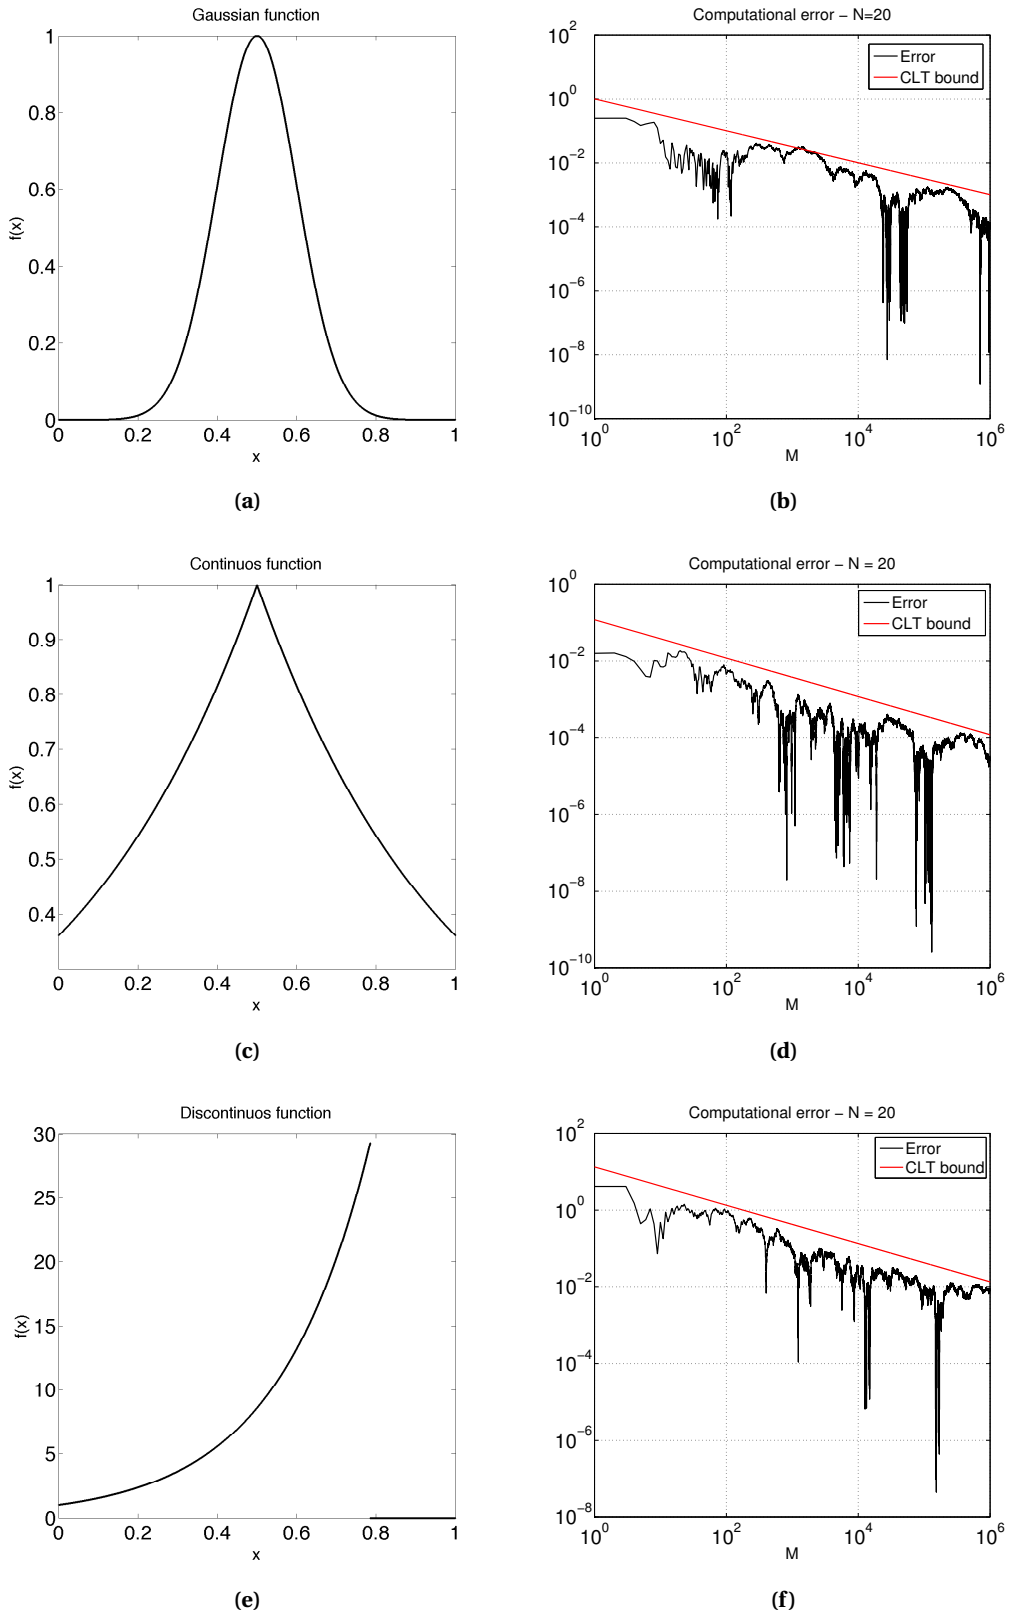 Gaussian function
1
0.8
0.6
0.4
0.2
0
f(x)
0 0.2 0.4 0.6 0.8 1
x
(a)
Computational error − N=20
10^2
10^0
10^−2
10^−4
10^−6
10^−8
10^−10
Error
CLT bound
10^0 10^2 10^4 10^6
M
(b)
Continuos function
1
0.9
0.8
0.7
0.6
0.5
0.4
f(x)
0 0.2 0.4 0.6 0.8 1
x
(c)
Computational error − N = 20
10^0
10^−2
10^−4
10^−6
10^−8
10^−10
Error
CLT bound
10^0 10^2 10^4 10^6
M
(d)
Discontinuos function
30
25
20
15
10
5
0
f(x)
0 0.2 0.4 0.6 0.8 1
x
(e)
Computational error − N = 20
10^2
10^0
10^−2
10^−4
10^−6
10^−8
Error
CLT bound
10^0 10^2 10^4 10^6
M
(f)